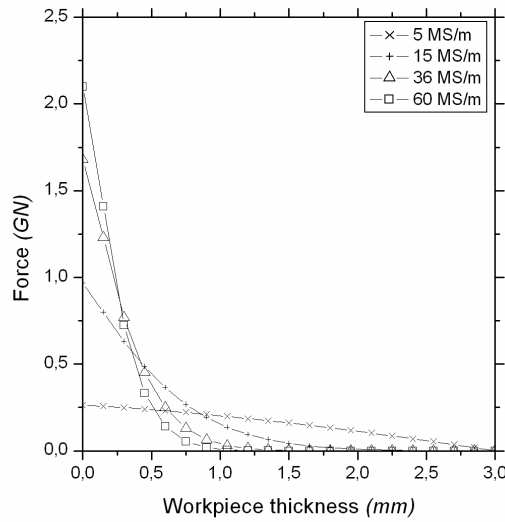 2,5
2,0
1,5
1,0
0,5
0,0
Force (GN)
5 MS/m
15 MS/m
36 MS/m
60 MS/m
0,0 0,5 1,0 1,5 2,0 2,5 3,0
Workpiece thickness (mm)